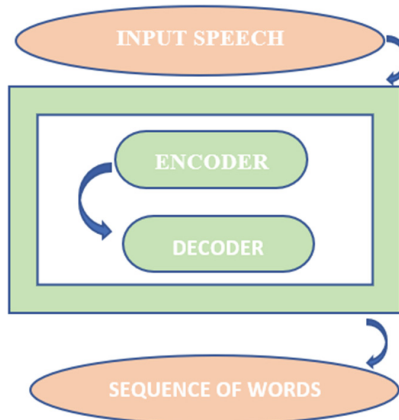 INPUT SPEECH
ENCODER
DECODER
SEQUENCE OF WORDS